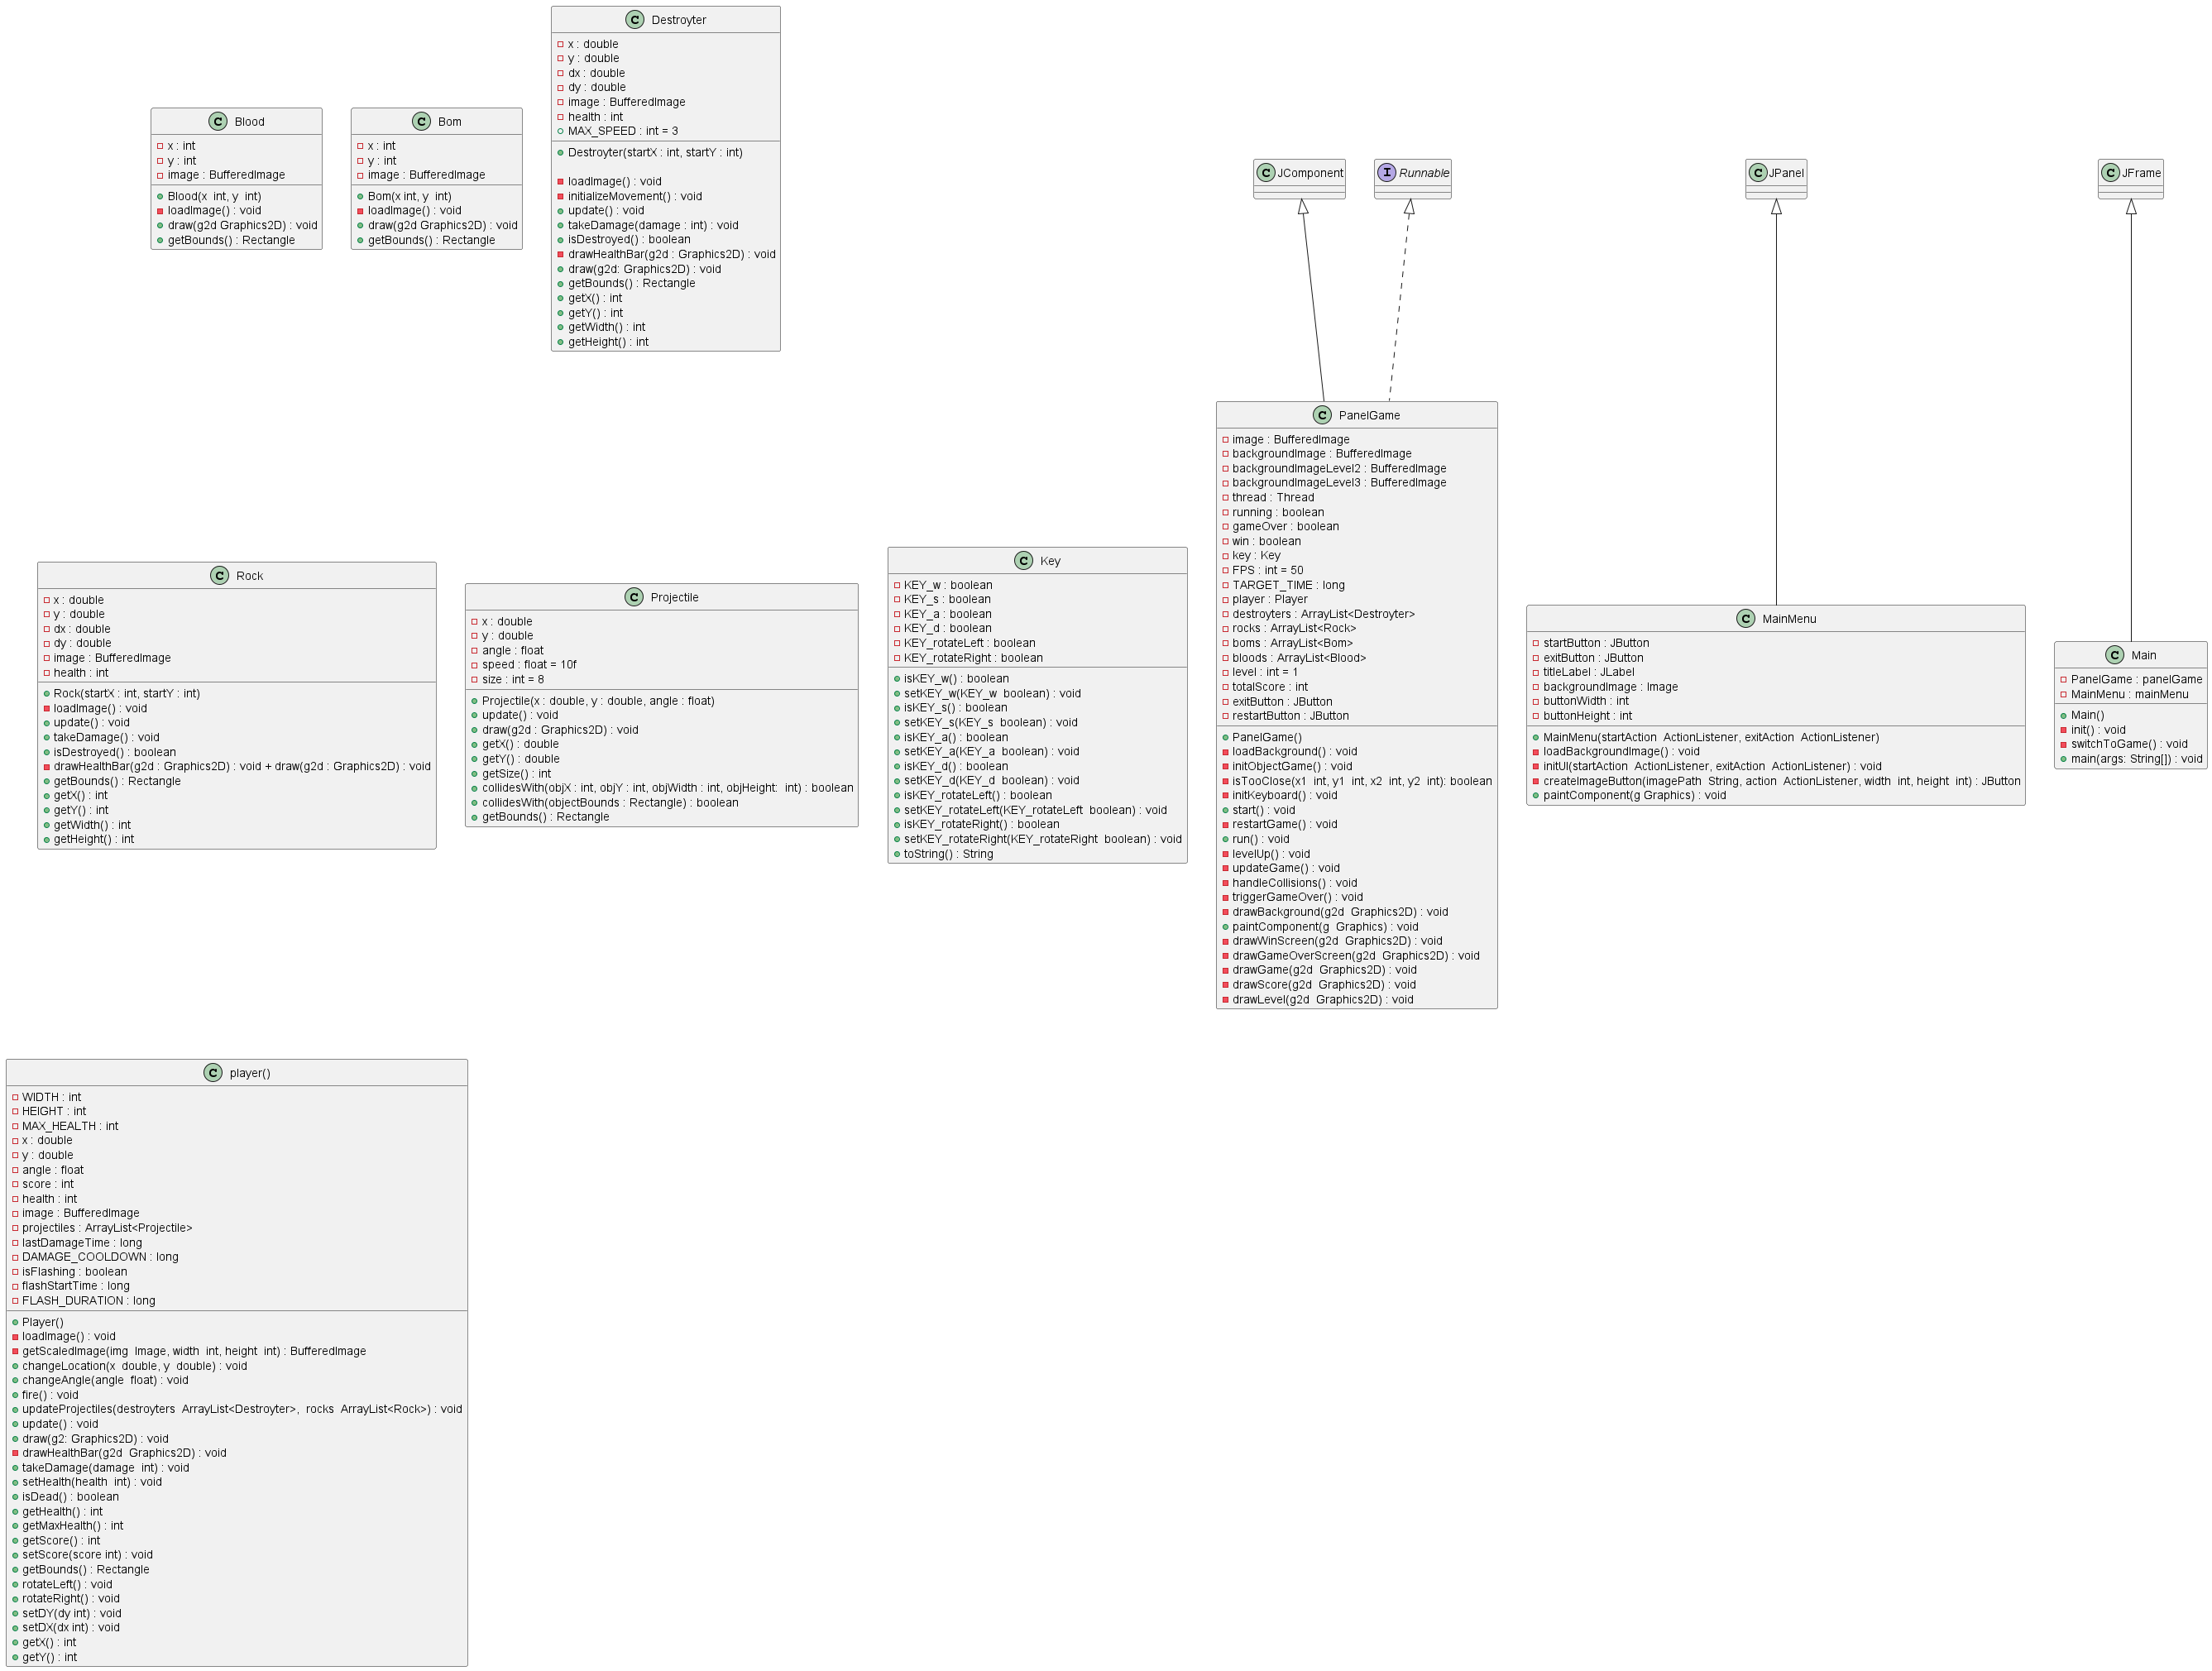 Blood
x : int
y : int
image : BufferedImage
Blood(x  int, y  int)
loadImage() : void
draw(g2d Graphics2D) : void
getBounds() : Rectangle
Bom
x : int
y : int
image : BufferedImage
Bom(x int, y  int)
loadImage() : void
draw(g2d Graphics2D) : void
getBounds() : Rectangle
Destroyter
x : double
y : double
dx : double
dy : double
image : BufferedImage
health : int
MAX_SPEED : int = 3
Destroyter(startX : int, startY : int)
loadImage() : void
initializeMovement() : void
update() : void
takeDamage(damage : int) : void
isDestroyed() : boolean
drawHealthBar(g2d : Graphics2D) : void
draw(g2d: Graphics2D) : void
getBounds() : Rectangle
getX() : int
getY() : int
getWidth() : int
getHeight() : int
JComponent
Runnable
JPanel
JFrame
Rock
x : double
y : double
dx : double
dy : double
image : BufferedImage
health : int
Rock(startX : int, startY : int)
loadImage() : void
update() : void
takeDamage() : void
isDestroyed() : boolean
drawHealthBar(g2d : Graphics2D) : void + draw(g2d : Graphics2D) : void
getBounds() : Rectangle
getX() : int
getY() : int
getWidth() : int
getHeight() : int
Projectile
x : double
y : double
angle : float
speed : float = 10f
size : int = 8
Projectile(x : double, y : double, angle : float)
update() : void
draw(g2d : Graphics2D) : void
getX() : double
getY() : double
getSize() : int
collidesWith(objX : int, objY : int, objWidth : int, objHeight:  int) : boolean
collidesWith(objectBounds : Rectangle) : boolean
getBounds() : Rectangle
Key
KEY_w : boolean
KEY_s : boolean
KEY_a : boolean
KEY_d : boolean
KEY_rotateLeft : boolean
KEY_rotateRight : boolean
isKEY_w() : boolean
setKEY_w(KEY_w  boolean) : void
isKEY_s() : boolean
setKEY_s(KEY_s  boolean) : void
isKEY_a() : boolean
setKEY_a(KEY_a  boolean) : void
isKEY_d() : boolean
setKEY_d(KEY_d  boolean) : void
isKEY_rotateLeft() : boolean
setKEY_rotateLeft(KEY_rotateLeft  boolean) : void
isKEY_rotateRight() : boolean
setKEY_rotateRight(KEY_rotateRight  boolean) : void
toString() : String
PanelGame
image : BufferedImage
backgroundImage : BufferedImage
backgroundImageLevel2 : BufferedImage
backgroundImageLevel3 : BufferedImage
thread : Thread
running : boolean
gameOver : boolean
win : boolean
key : Key
FPS : int = 50
TARGET_TIME : long
player : Player
destroyters : ArrayList<Destroyter>
rocks : ArrayList<Rock>
boms : ArrayList<Bom>
bloods : ArrayList<Blood>
level : int = 1
totalScore : int
exitButton : JButton
restartButton : JButton
PanelGame()
loadBackground() : void
initObjectGame() : void
isTooClose(x1  int, y1  int, x2  int, y2  int): boolean
initKeyboard() : void
start() : void
restartGame() : void
run() : void
levelUp() : void
updateGame() : void
handleCollisions() : void
triggerGameOver() : void
drawBackground(g2d  Graphics2D) : void
paintComponent(g  Graphics) : void
drawWinScreen(g2d  Graphics2D) : void
drawGameOverScreen(g2d  Graphics2D) : void
drawGame(g2d  Graphics2D) : void
drawScore(g2d  Graphics2D) : void
drawLevel(g2d  Graphics2D) : void
MainMenu
startButton : JButton
exitButton : JButton
titleLabel : JLabel
backgroundImage : Image
buttonWidth : int
buttonHeight : int
MainMenu(startAction  ActionListener, exitAction  ActionListener)
loadBackgroundImage() : void
initUI(startAction  ActionListener, exitAction  ActionListener) : void
createImageButton(imagePath  String, action  ActionListener, width  int, height  int) : JButton
paintComponent(g Graphics) : void
Main
PanelGame : panelGame
MainMenu : mainMenu
Main()
init() : void
switchToGame() : void
main(args: String[]) : void
player()
WIDTH : int
HEIGHT : int
MAX_HEALTH : int
x : double
y : double
angle : float
score : int
health : int
image : BufferedImage
projectiles : ArrayList<Projectile>
lastDamageTime : long
DAMAGE_COOLDOWN : long
isFlashing : boolean
flashStartTime : long
FLASH_DURATION : long
Player()
loadImage() : void
getScaledImage(img  Image, width  int, height  int) : BufferedImage
changeLocation(x  double, y  double) : void
changeAngle(angle  float) : void
fire() : void
updateProjectiles(destroyters  ArrayList<Destroyter>,  rocks  ArrayList<Rock>) : void
update() : void
draw(g2: Graphics2D) : void
drawHealthBar(g2d  Graphics2D) : void
takeDamage(damage  int) : void
setHealth(health  int) : void
isDead() : boolean
getHealth() : int
getMaxHealth() : int
getScore() : int
setScore(score int) : void
getBounds() : Rectangle
rotateLeft() : void
rotateRight() : void
setDY(dy int) : void
setDX(dx int) : void
getX() : int
getY() : int